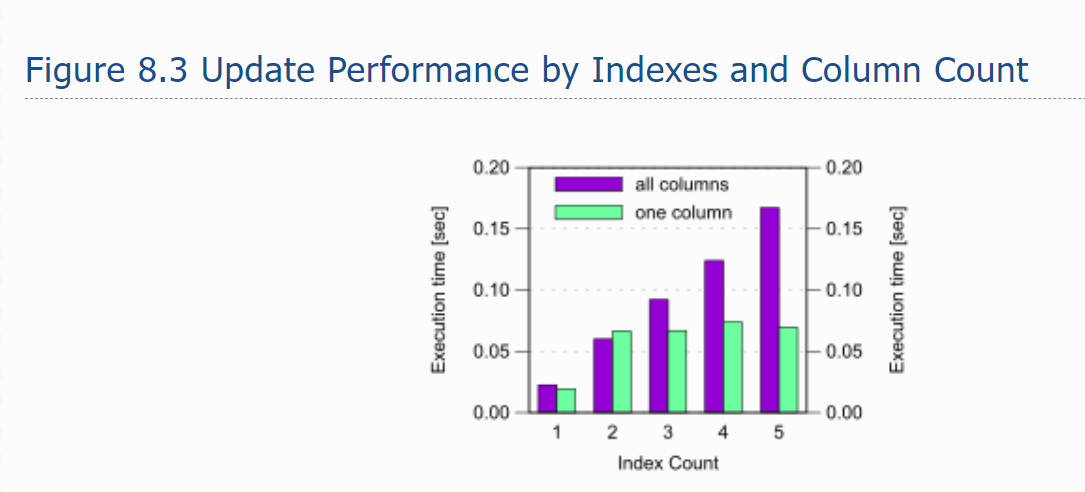 Figure 8.3 Update Performance by Indexes and Column Count
0.20
0.15
0.10
0.05
0.00
Execution time [sec]
all columns
one column
0.20
0.15
0.10
0.05
0.00
Execution time [sec]
1 2 3 4 5
Index Count